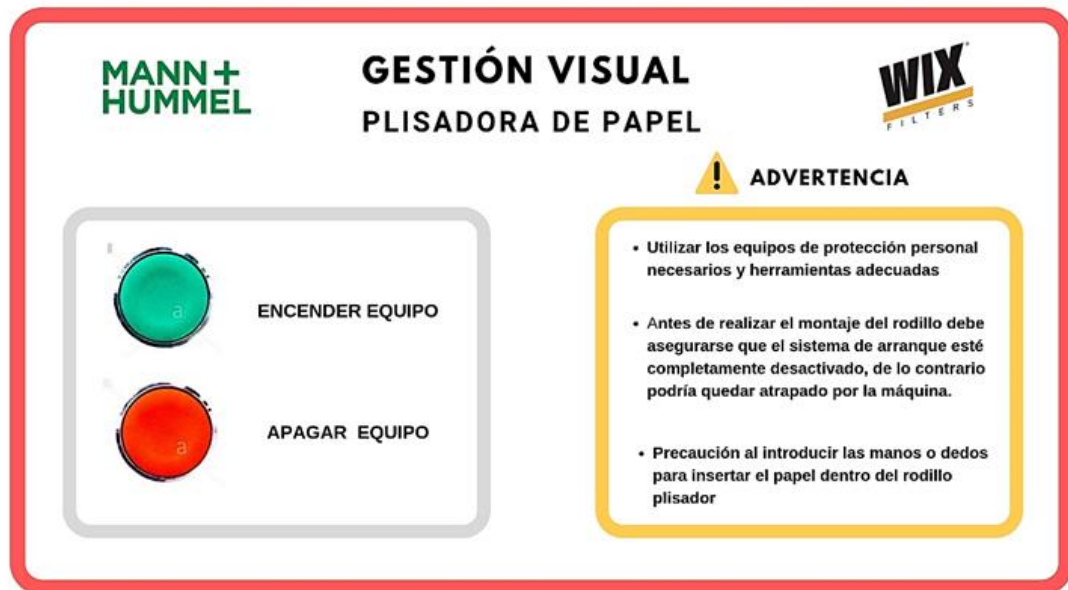 MANN+
HUMMEL
GESTIÓN VISUAL
PLISADORA DE PAPEL
WIX
FILTERS
ADVERTENCIA
ENCENDER EQUIPO
APAGAR EQUIPO
• Utilizar los equipos de protección personal
necesarios y herramientas adecuadas
• Antes de realizar el montaje del rodillo debe
asegurarse que el sistema de arranque esté
completamente desactivado, de lo contrario
podría quedar atrapado por la máquina.
• Precaución al introducir las manos o dedos
para insertar el papel dentro del rodillo
plisador
a
a